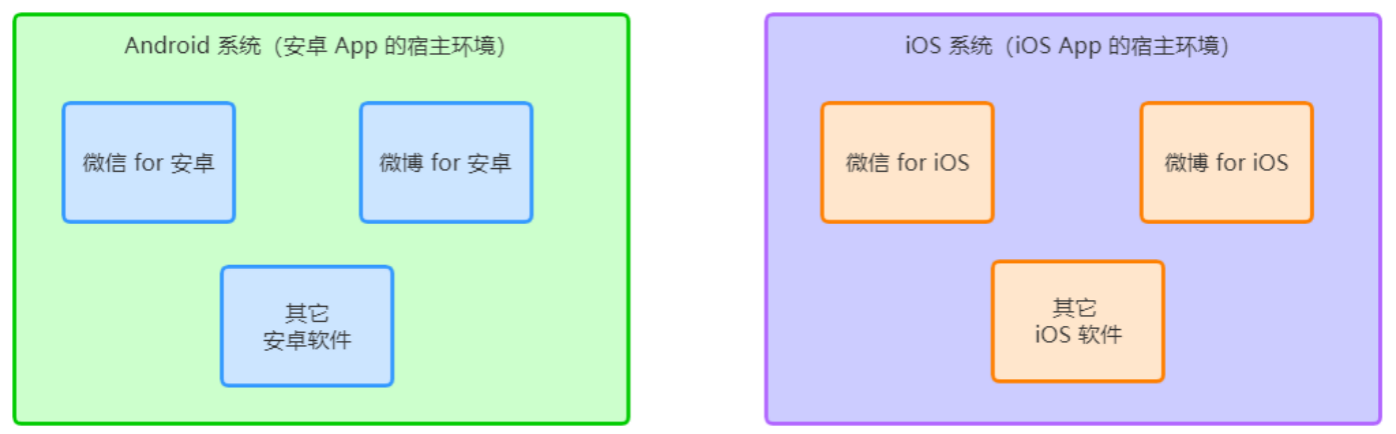 Android 系统（安卓 App 的宿主环境）
微信 for 安卓
微博 for 安卓
其它
安卓软件
iOS 系统（iOS App 的宿主环境）
微信 for iOS
微博 for iOS
其它
iOS 软件